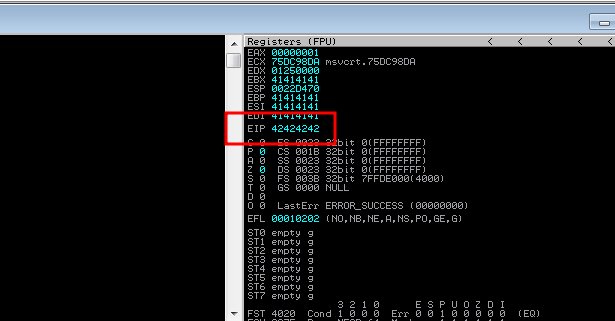 Registers (FPU) < < < < <
EAX 00000001
ECX 75DC98DA msvcrt.75DC98DA
EDX 01250000
EBX 41414141
ESP 0022D470
EBP 41414141
ESI 41414141
EDI 41414141
EIP 42424242
C 0 ES 0023 32bit 0(FFFFFFFF)
P 0 CS 001B 32bit 0(FFFFFFFF)
A 0 SS 0023 32bit 0(FFFFFFFF)
Z 0 DS 0023 32bit 0(FFFFFFFF)
S 0 FS 003B 32bit 7FFDE000(4000)
T 0 GS 0000 NULL
D 0
O 0 LastErr ERROR_SUCCESS (00000000)
EFL 00010202 (NO,NB,NE,A,NS,PO,GE,G)
ST0 empty g
ST1 empty g
ST2 empty g
ST3 empty g
ST4 empty g
ST5 empty g
ST6 empty g
ST7 empty g
3 2 1 0 E S P U O Z D I
FST 4020 Cond 1 0 0 0 Err 0 0 1 0 0 0 0 0 (EQ)